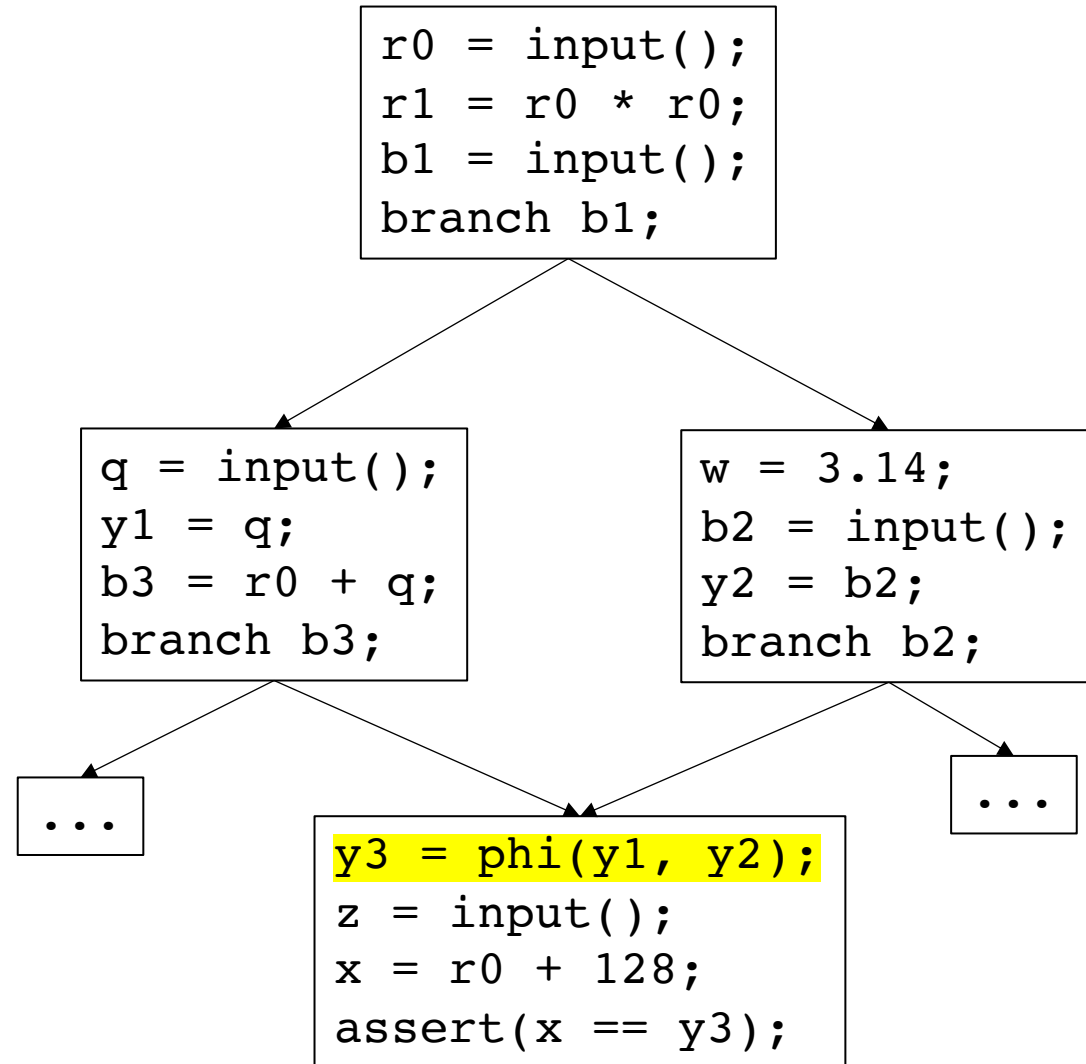 r0 = input();
r1 = r0 * r0;
b1 = input();
branch b1;
q = input();
y1 = q;
b3 = r0 + q;
branch b3;
w = 3.14;
b2 = input();
y2 = b2;
branch b2;
...
...
y3 = phi(y1, y2);
z = input();
x = r0 + 128;
assert(x == y3);